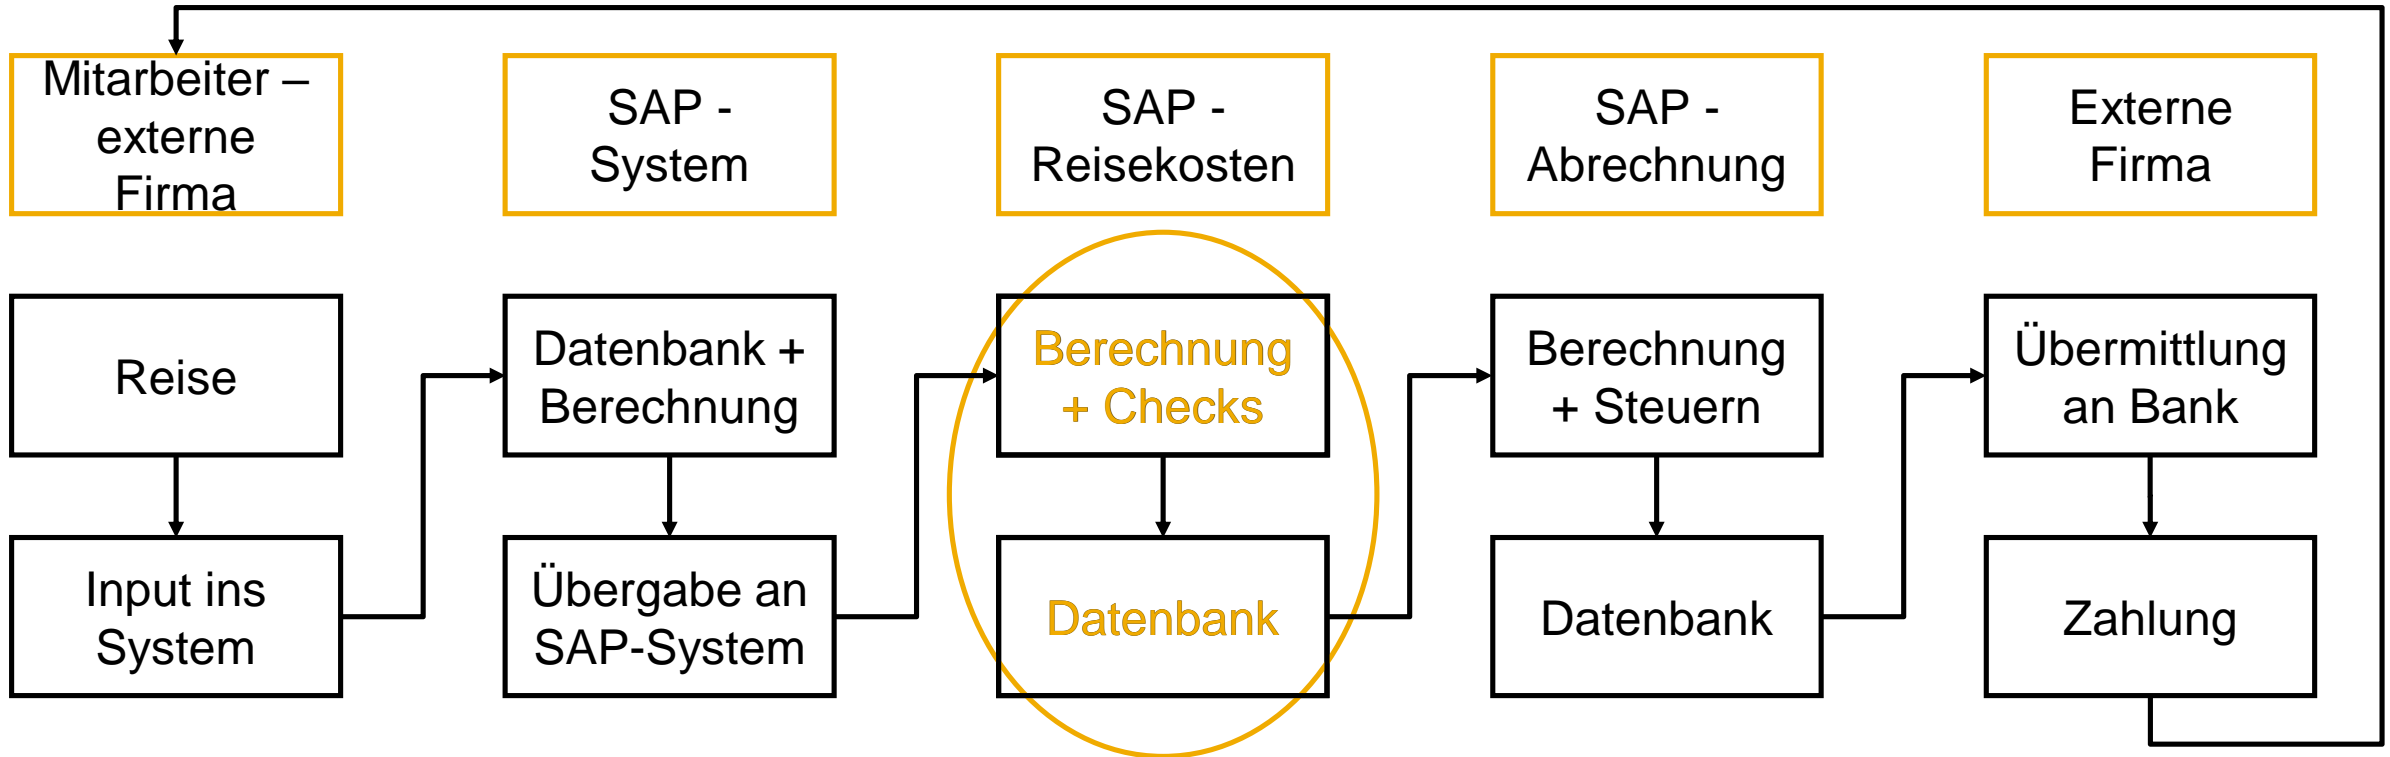 Mitarbeiter –
externe
Firma
SAP -
System
SAP -
Reisekosten
SAP -
Abrechnung
Externe
Firma
Reise
Datenbank +
Berechnung
Berechnung
+ Checks
Berechnung
+ Steuern
Übermittlung
an Bank
Input ins
System
Übergabe an
SAP-System
Datenbank
Datenbank
Zahlung